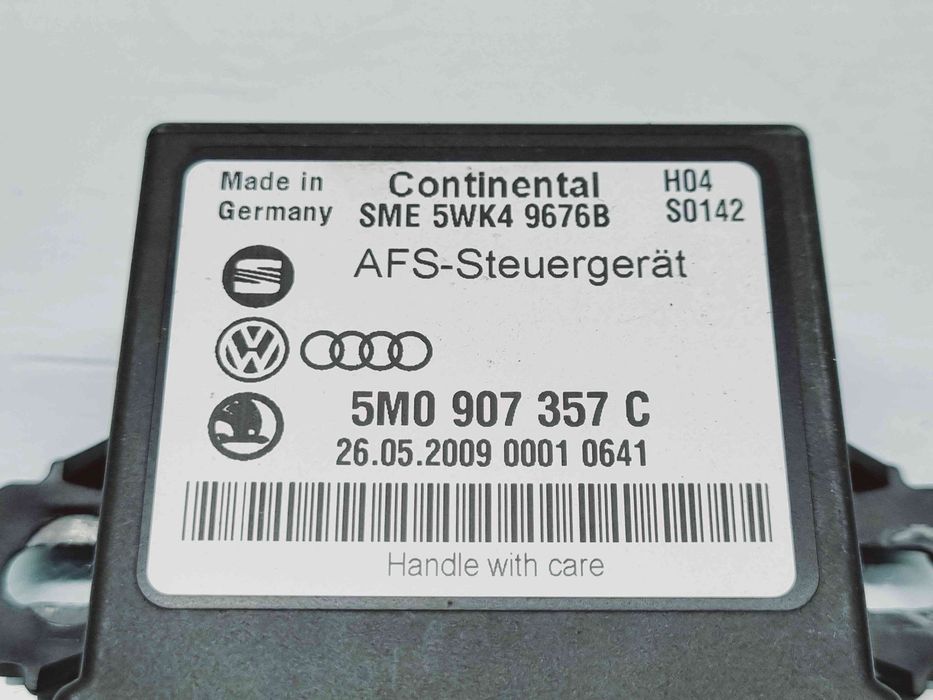 Made in Continental H04
Germany SME 5WK4 9676B S0142
AFS-Steuergerät
5M0 907 357 C
26.05.2009 0001 0641
Handle with care